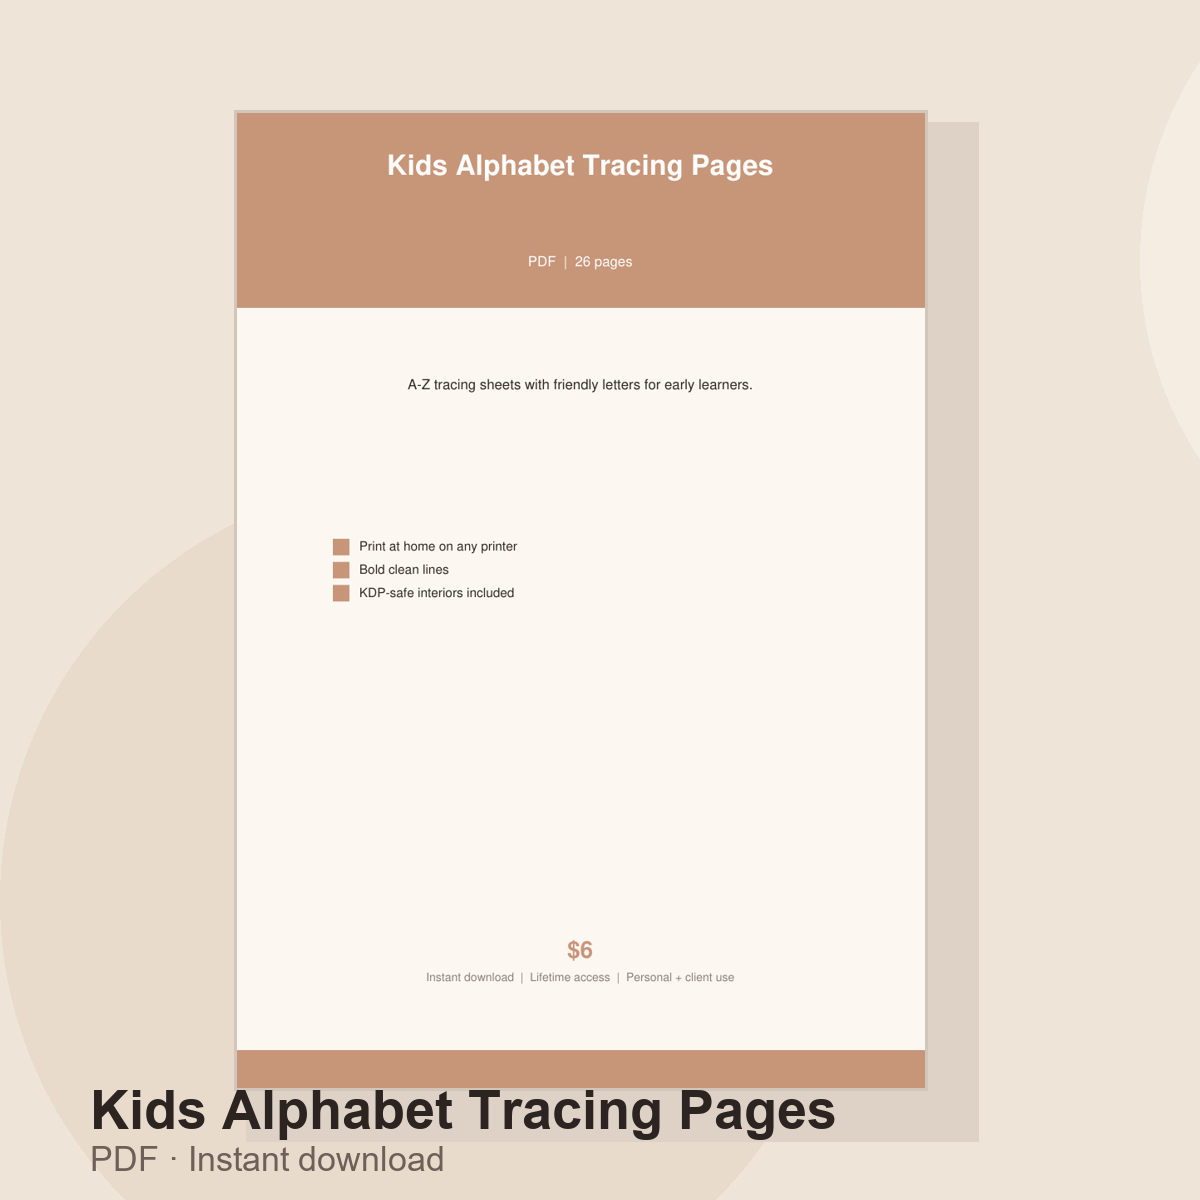 Kids Alphabet Tracing Pages
PDF | 26 pages
A-Z tracing sheets with friendly letters for early learners.
Print at home on any printer
Bold clean lines
KDP-safe interiors included
$6
Instant download | Lifetime access | Personal + client use
Kids Alphabet Tracing Pages
PDF · Instant download